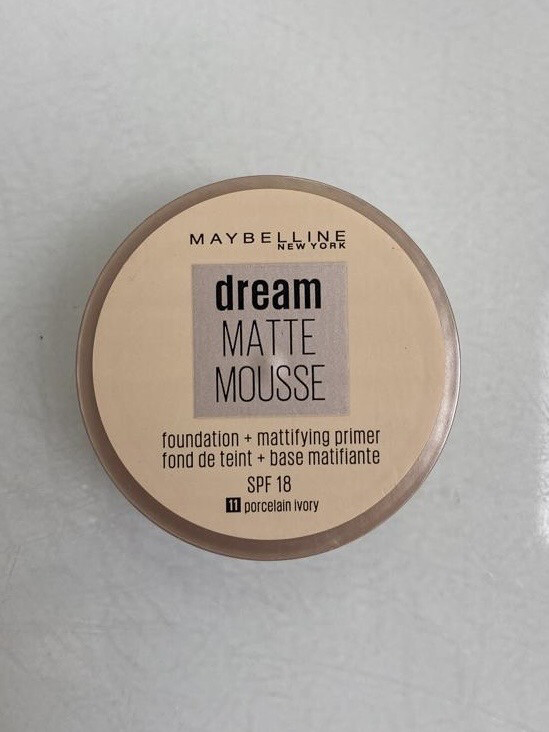 MAYBELLINE
NEW YORK
dream
MATTE
MOUSSE
foundation + mattifying primer
fond de teint + base matifiante
SPF 18
11 porcelain ivory